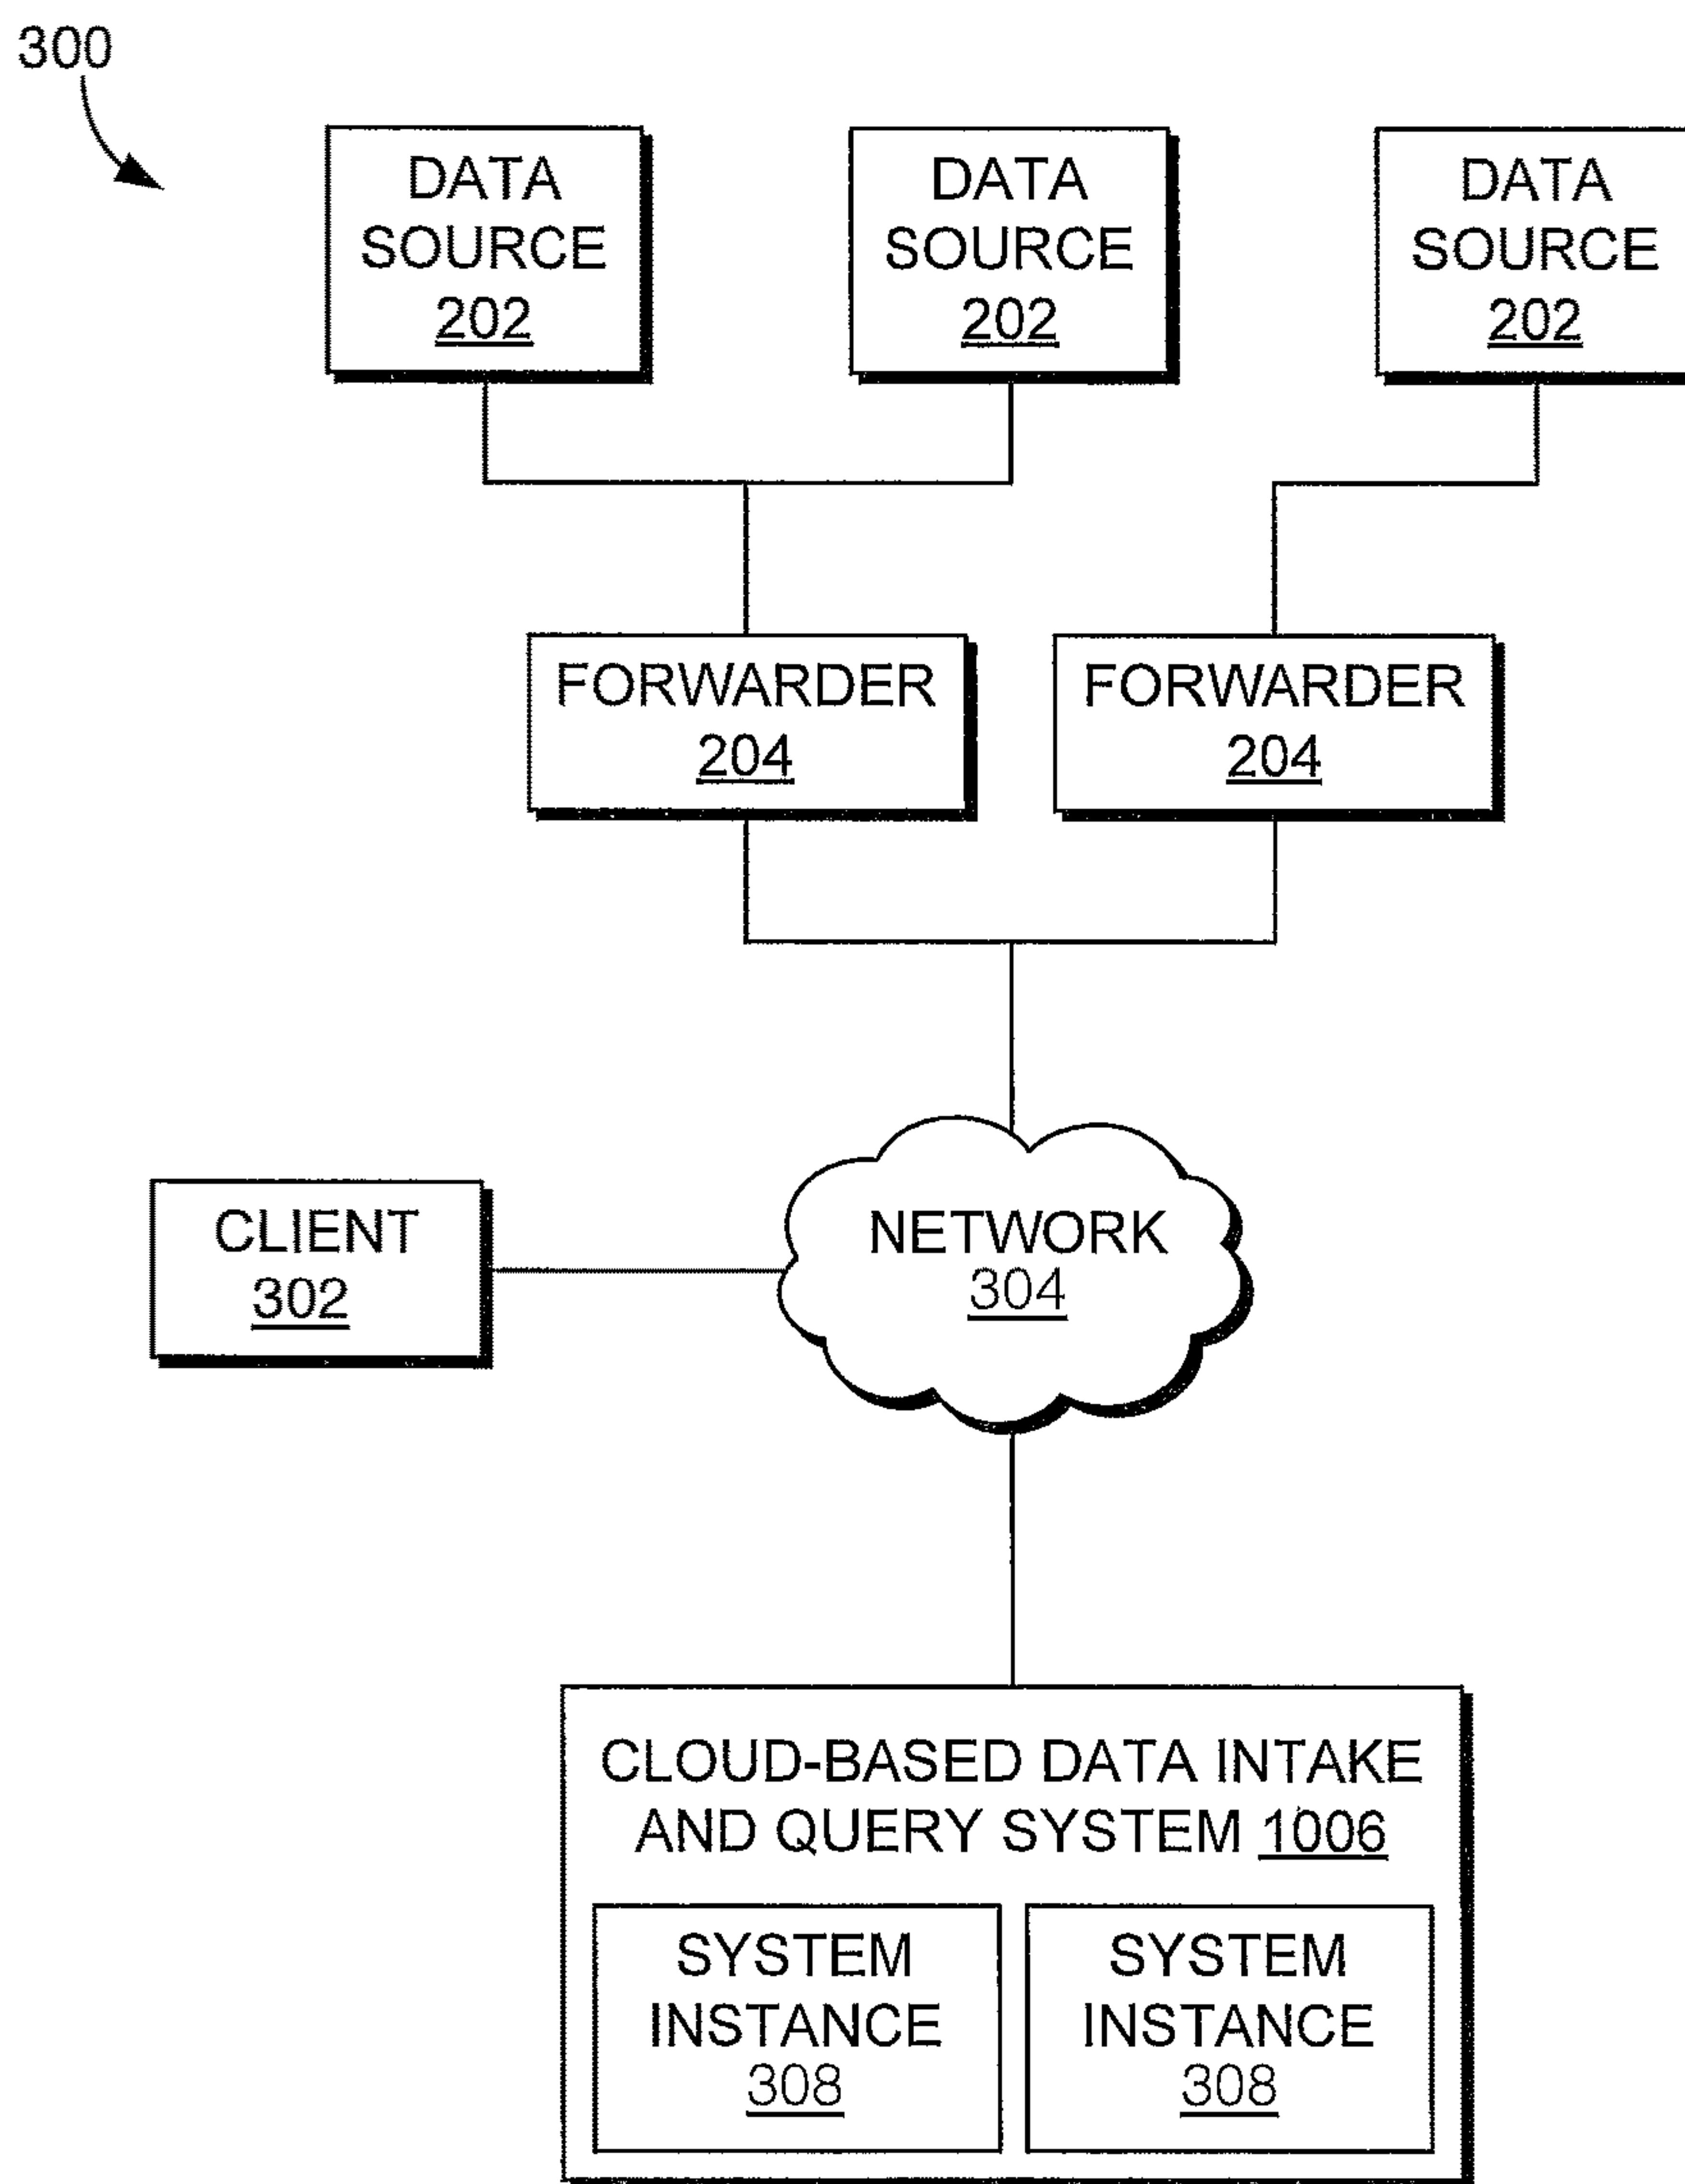 300
DATA
SOURCE
202
DATA
SOURCE
202
DATA
SOURCE
202
FORWARDER
204
FORWARDER
204
CLIENT
302
NETWORK
304
CLOUD-BASED DATA INTAKE
AND QUERY SYSTEM 1006
SYSTEM
INSTANCE
308
SYSTEM
INSTANCE
308